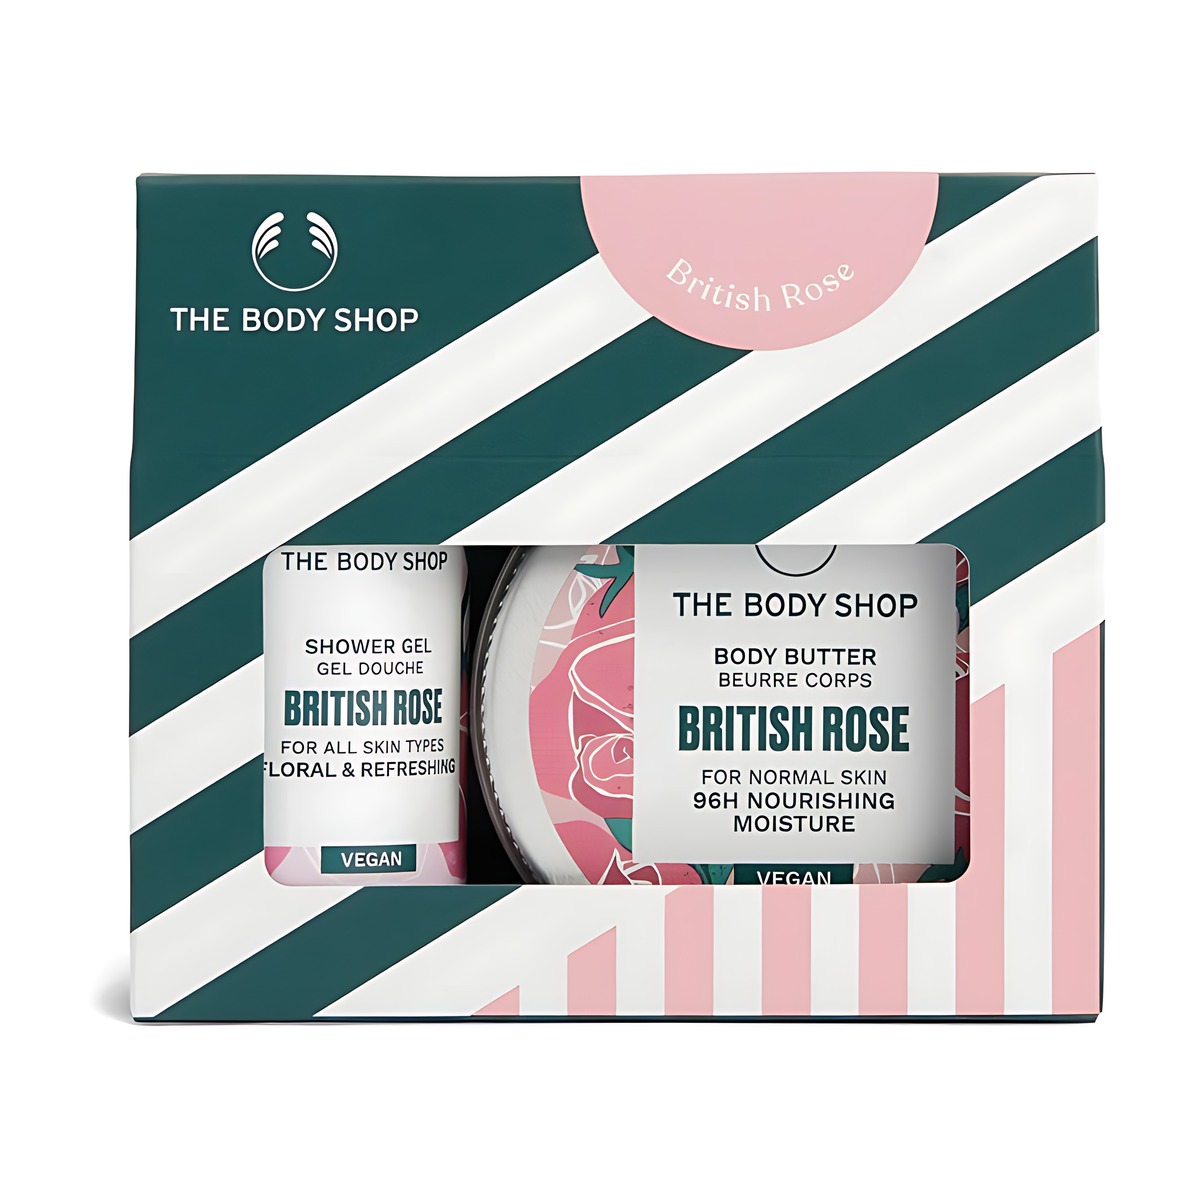 THE BODY SHOP
British Rose
THE BODY SHOP
SHOWER GEL
GEL DOUCHE
BRITISH ROSE
FOR ALL SKIN TYPES
FLORAL & REFRESHING
VEGAN
THE BODY SHOP
BODY BUTTER
BEURRE CORPS
BRITISH ROSE
FOR NORMAL SKIN
96H NOURISHING
MOISTURE
VEGAN